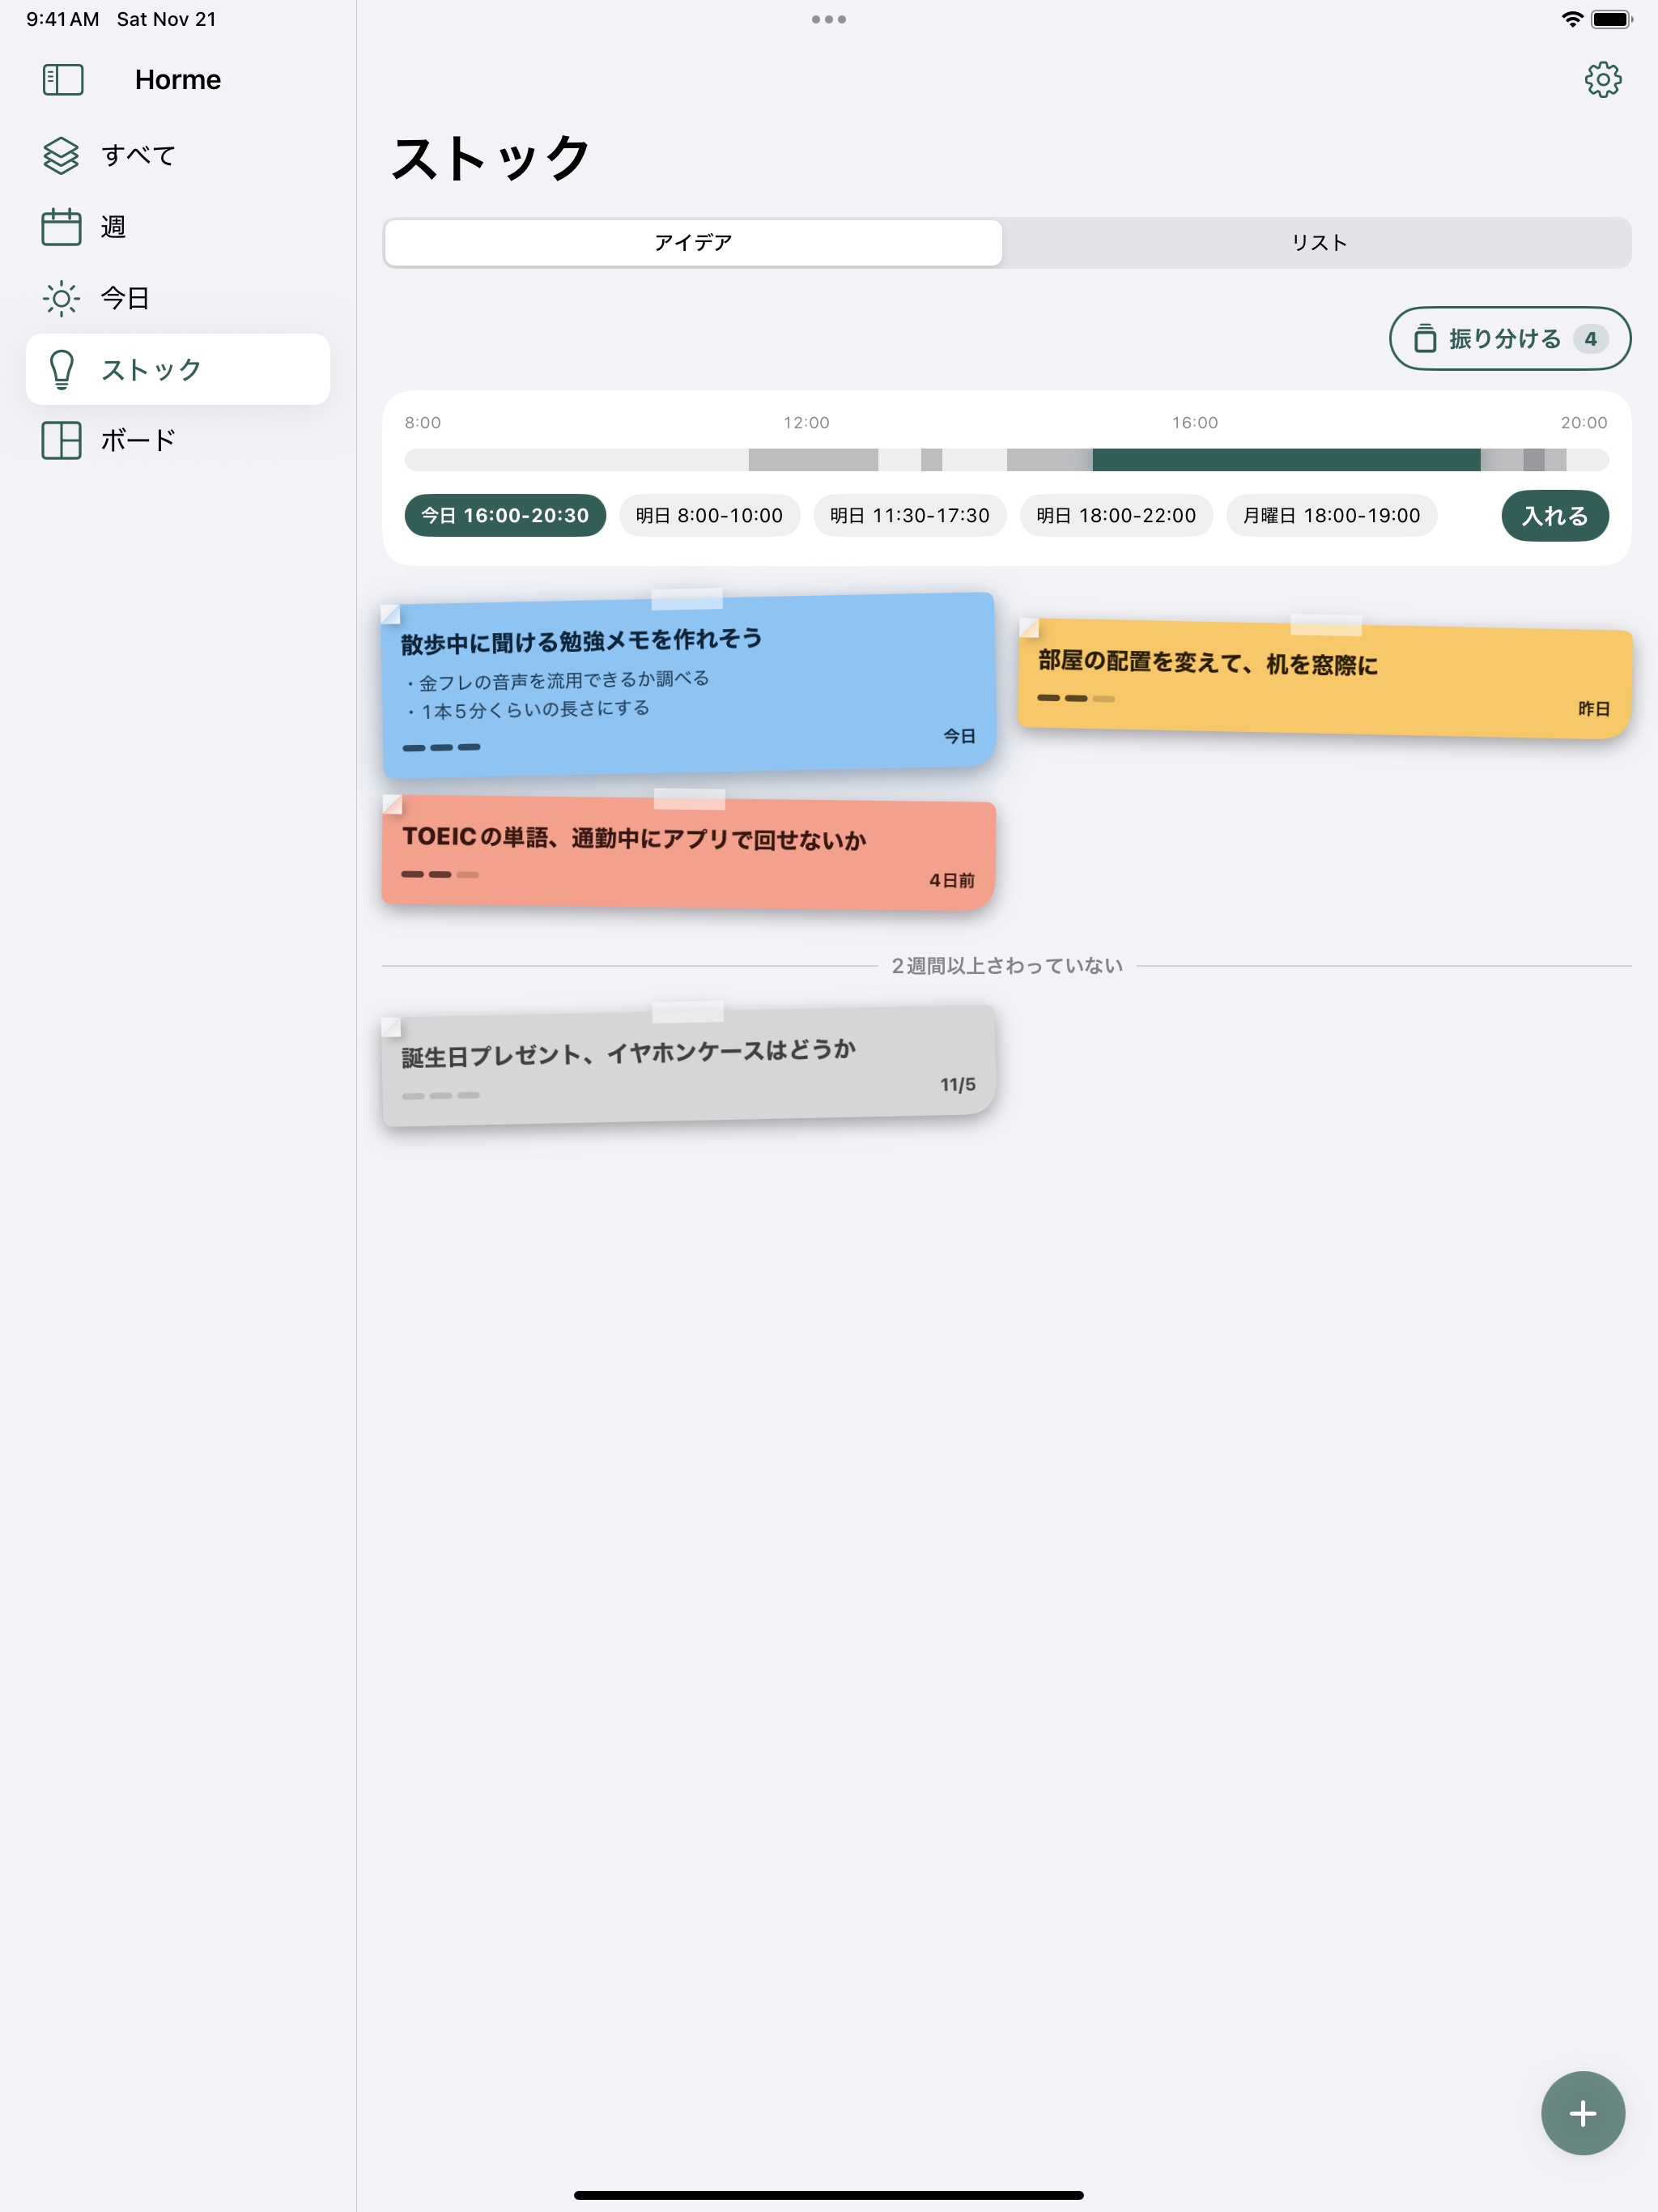 9:41 AM Sat Nov 21
Horme
すべて
週
今日
ストック
ボード
ストック
アイデア
リスト
振り分ける 4
8:00 12:00 16:00 20:00
今日 16:00-20:30
明日 8:00-10:00
明日 11:30-17:30
明日 18:00-22:00
月曜日 18:00-19:00
入れる
散歩中に聞ける勉強メモを作れそう
・金フレの音声を流用できるか調べる
・1本5分くらいの長さにする
今日
部屋の配置を変えて、机を窓際に
昨日
TOEICの単語、通勤中にアプリで回せないか
4日前
2週間以上さわっていない
誕生日プレゼント、イヤホンケースはどうか
11/5